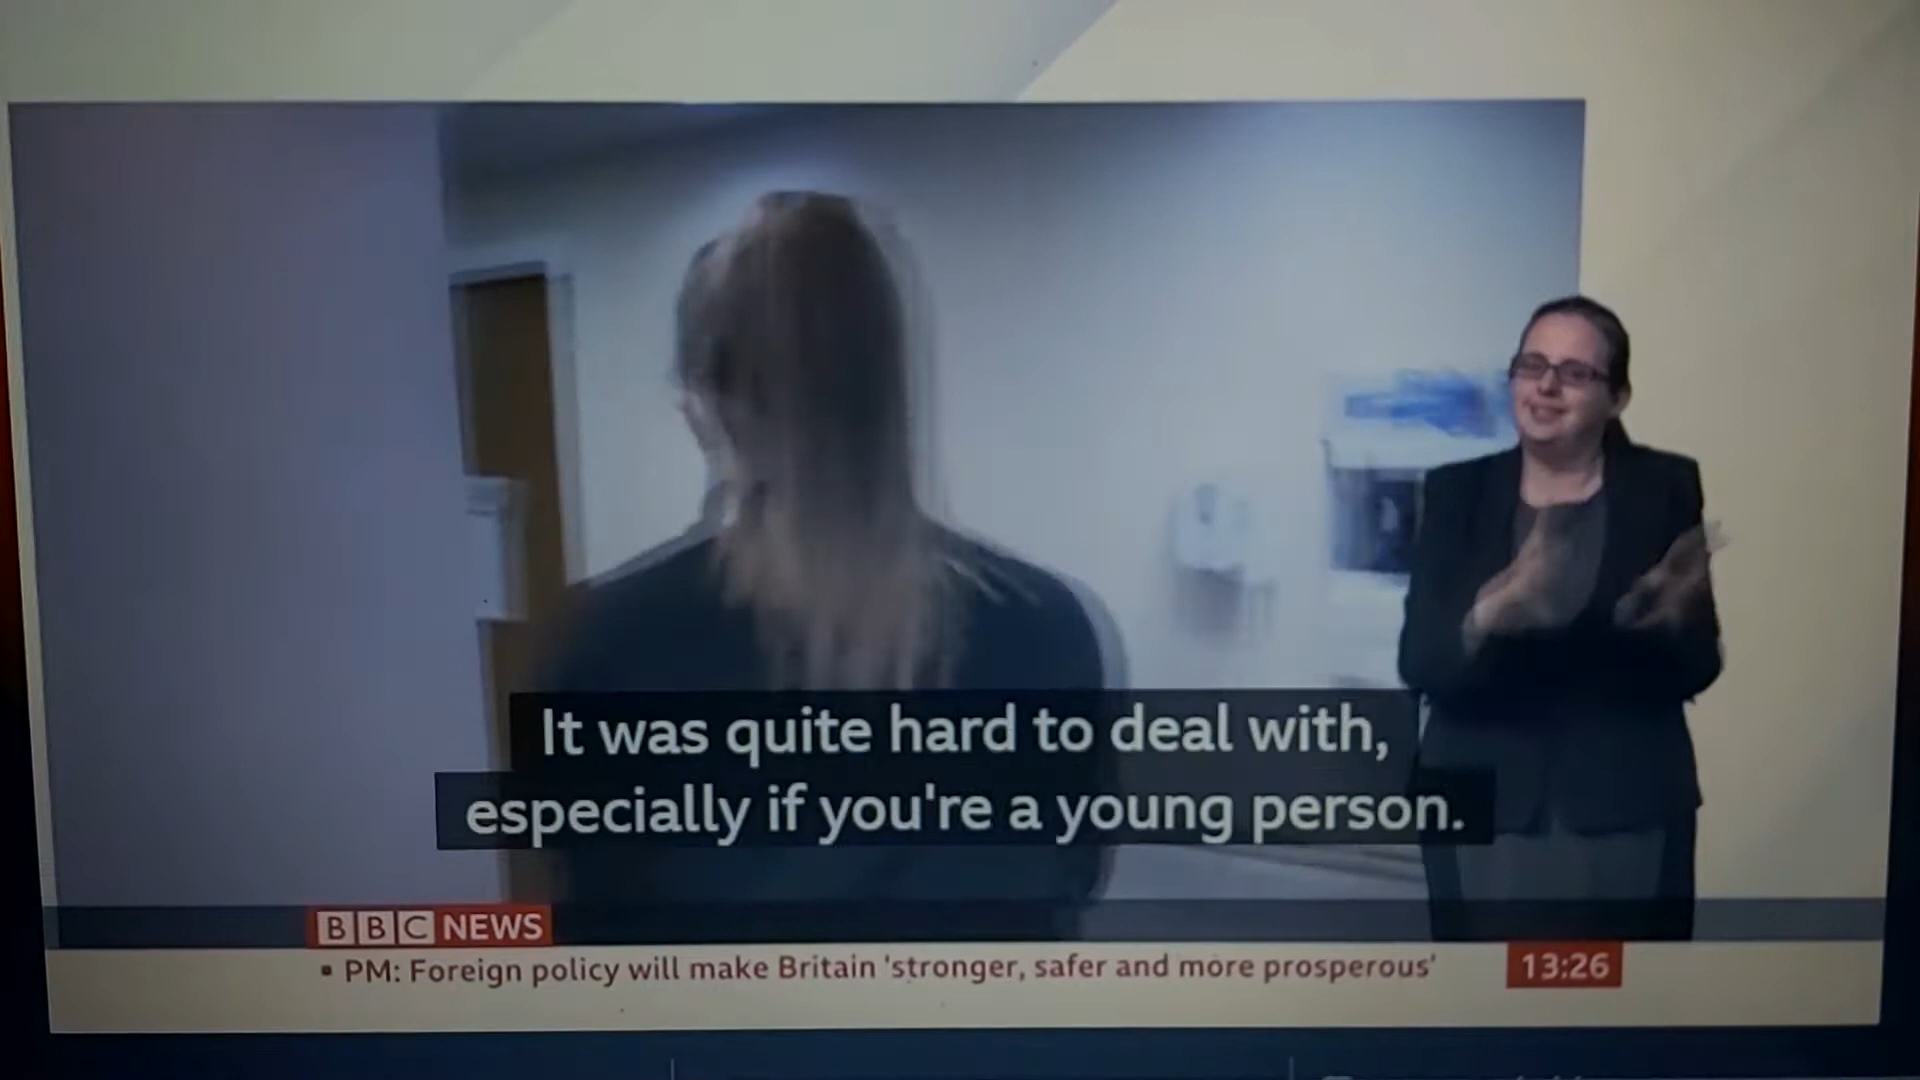 It was quite hard to deal with,
especially if you're a young person.
BBC NEWS
▪ PM: Foreign policy will make Britain 'stronger, safer and more prosperous'
13:26